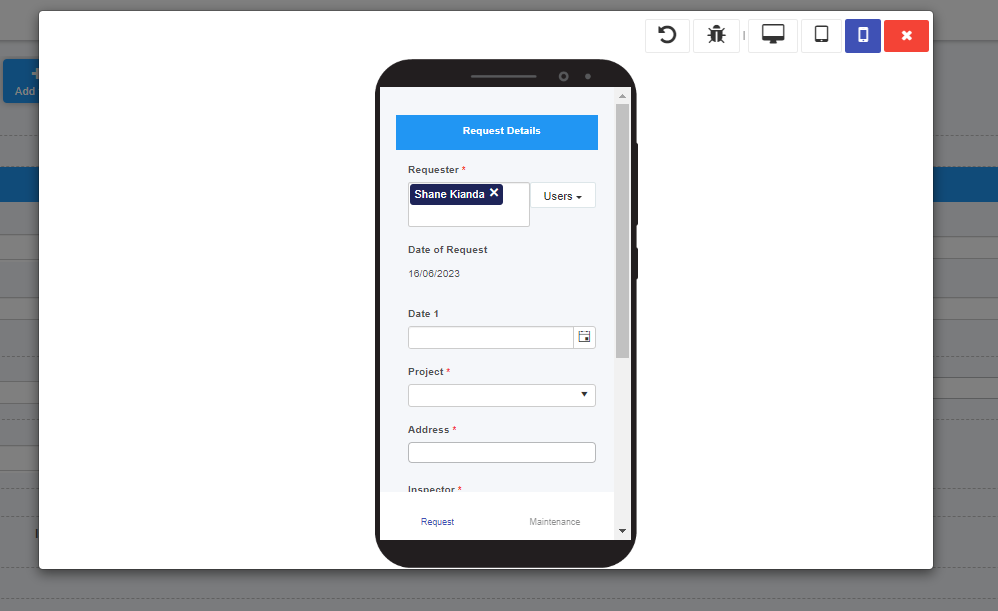 Add
Request Details
Requester *
Shane Kianda
Users
Date of Request
16/06/2023
Date 1
Project *
Address *
Inspector *
Request
Maintenance